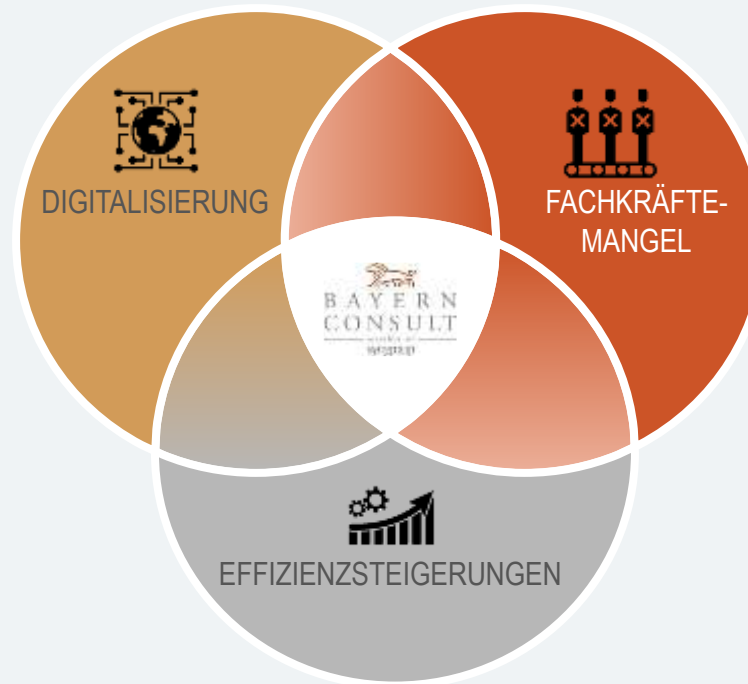 DIGITALISIERUNG
FACHKRÄFTE-
MANGEL
BAYERN
CONSULT
EFFIZIENZSTEIGERUNGEN